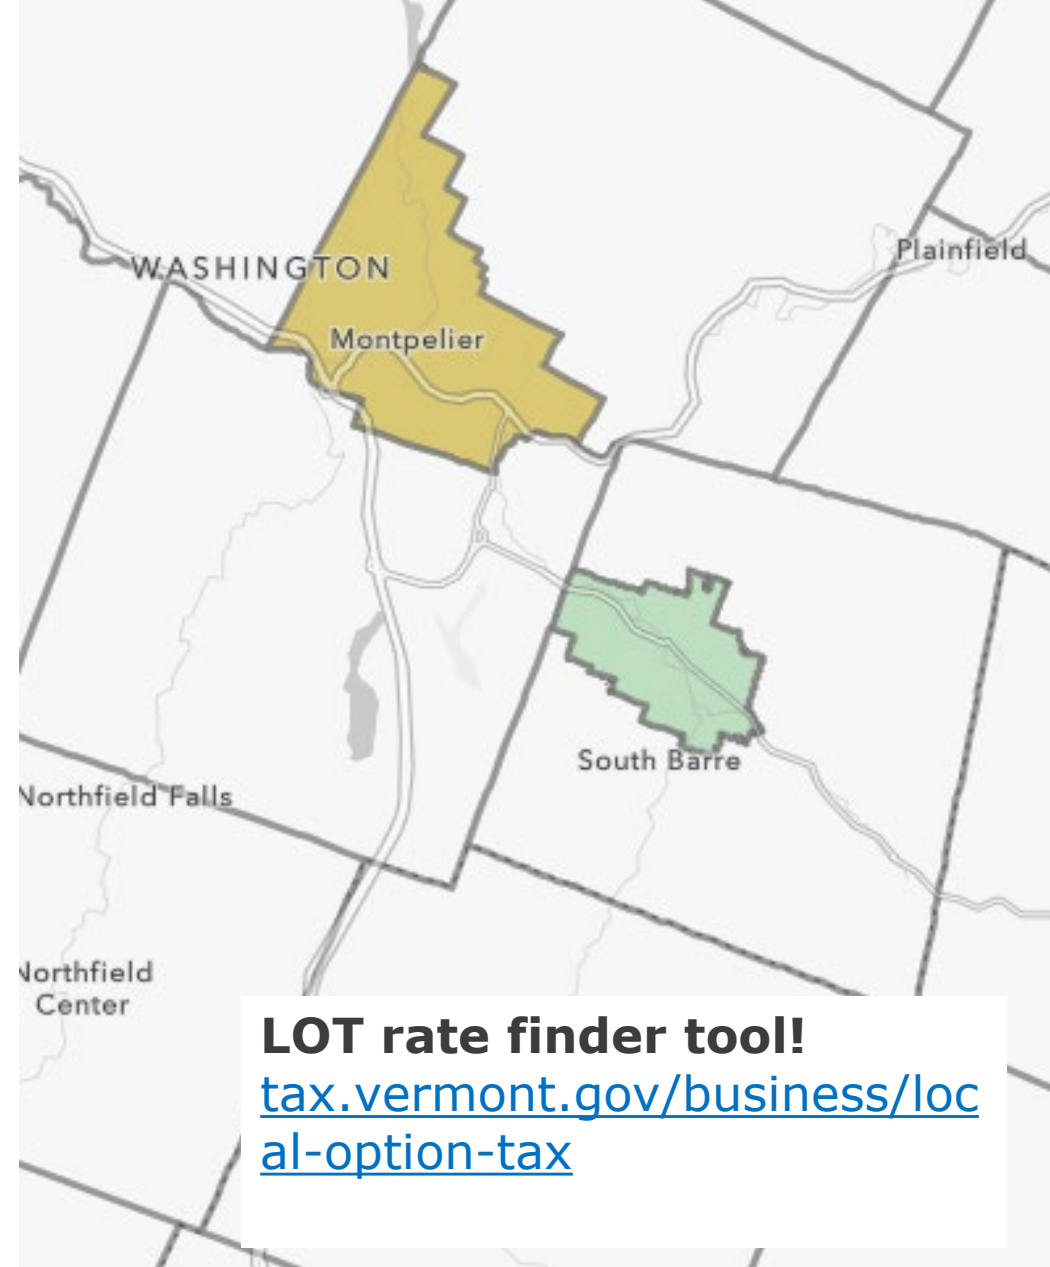 Plainfield
WASHINGTON
Montpelier
South Barre
Northfield Falls
Northfield
Center
LOT rate finder tool!
tax.vermont.gov/business/loc
al-option-tax